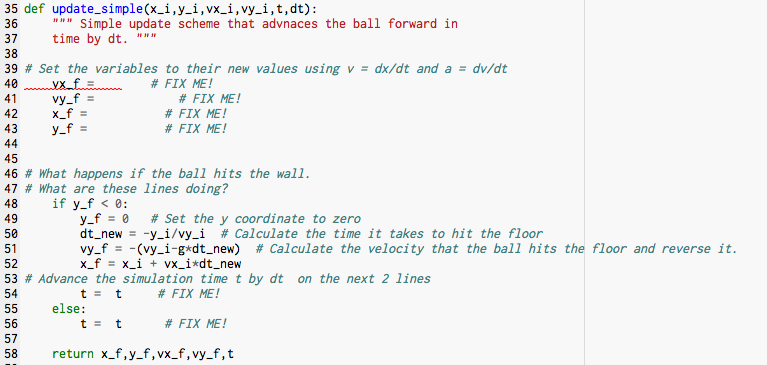 35 def update_simple(x_i,y_i,vx_i,vy_i,t,dt):
36     """ Simple update scheme that advnaces the ball forward in
37     time by dt. """
38
39 # Set the variables to their new values using v = dx/dt and a = dv/dt
40     vx_f =        # FIX ME!
41     vy_f =            # FIX ME!
42     x_f =           # FIX ME!
43     y_f =           # FIX ME!
44
45
46 # What happens if the ball hits the wall.
47 # What are these lines doing?
48     if y_f < 0:
49         y_f = 0   # Set the y coordinate to zero
50         dt_new = -y_i/vy_i  # Calculate the time it takes to hit the floor
51         vy_f = -(vy_i-g*dt_new)  # Calculate the velocity that the ball hits the floor and reverse it.
52         x_f = x_i + vx_i*dt_new
53 # Advance the simulation time t by dt  on the next 2 lines
54         t =  t     # FIX ME!
55     else:
56         t =  t      # FIX ME!
57
58     return x_f,y_f,vx_f,vy_f,t